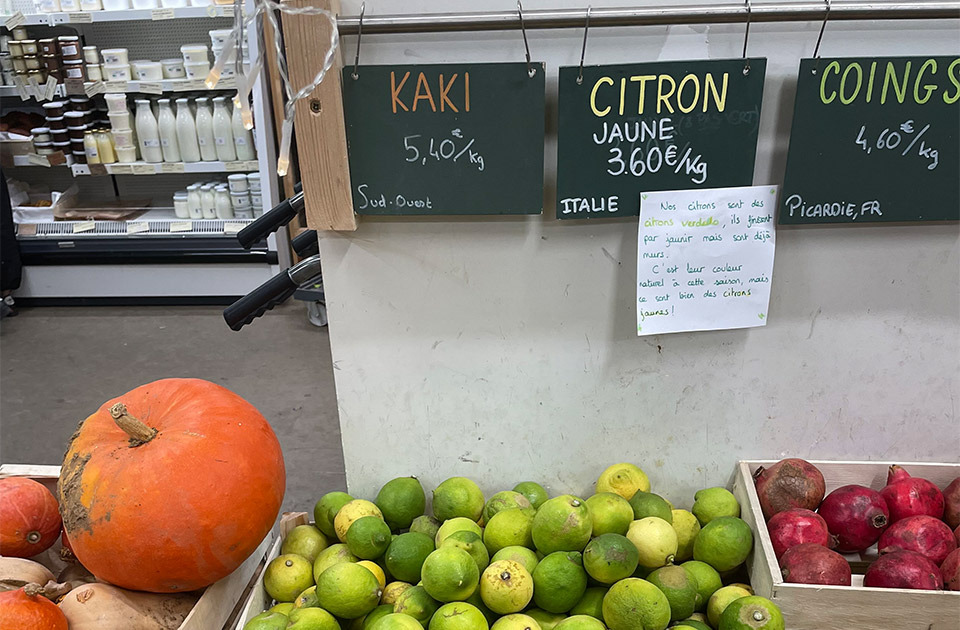 KAKI
5,40€/kg
Sud-Ouest
CITRON
JAUNE
3.60€/kg
ITALIE
Nos citrons sont des
citrons verdello, ils finissent
par jaunir mais sont déjà
murs.
C'est leur couleur
naturel à cette saison, mais
ce sont bien des citrons
jaunes!
COINGS
4,60€/kg
PICARDIE, FR